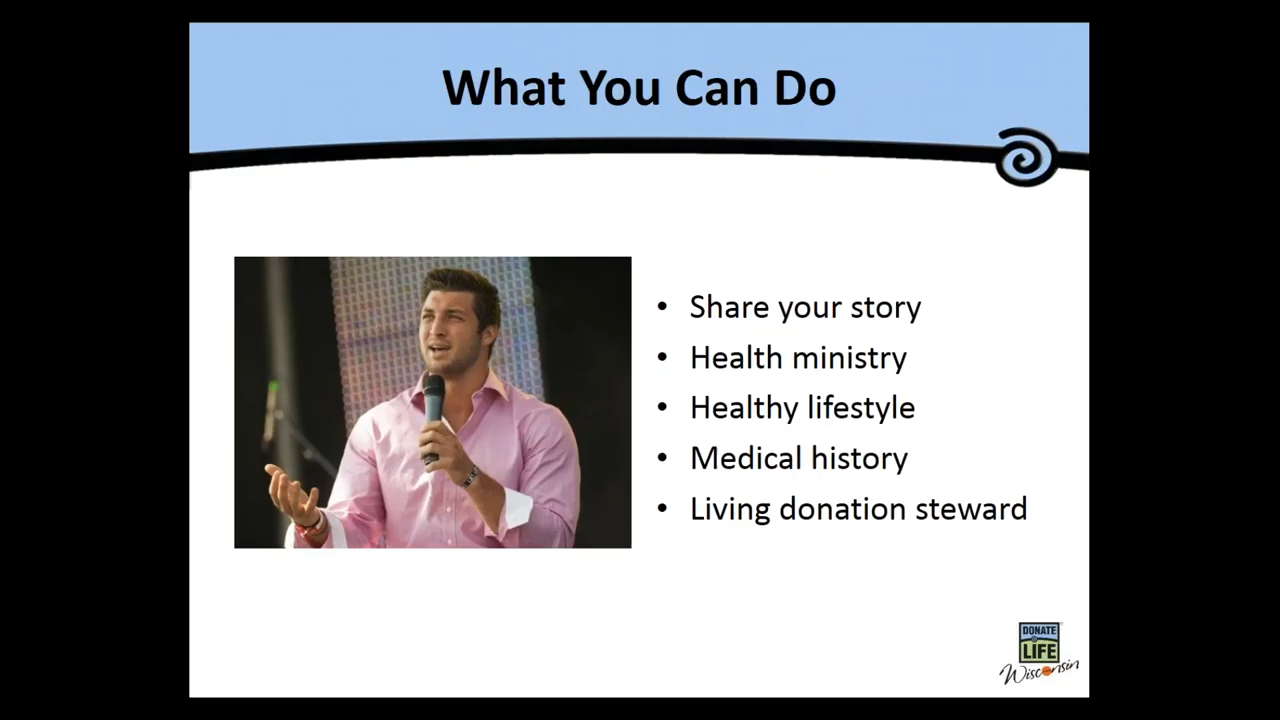 What You Can Do
• Share your story
• Health ministry
• Healthy lifestyle
• Medical history
• Living donation steward
DONATE
LIFE
Wisconsin